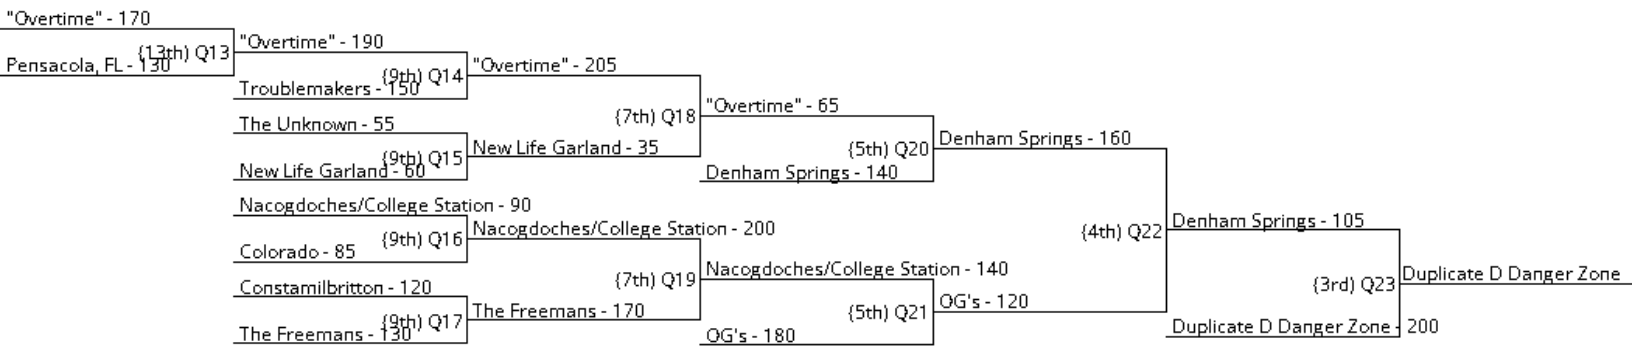 "Overtime" - 170
(13th) Q13
Pensacola, FL - 130
"Overtime" - 190
(9th) Q14
Troublemakers - 150
The Unknown - 55
(9th) Q15
New Life Garland - 60
Nacogdoches/College Station - 90
(9th) Q16
Colorado - 85
Constamilbritton - 120
(9th) Q17
The Freemans - 130
"Overtime" - 205
(7th) Q18
New Life Garland - 35
Nacogdoches/College Station - 200
(7th) Q19
The Freemans - 170
"Overtime" - 65
(5th) Q20
Denham Springs - 140
Nacogdoches/College Station - 140
(5th) Q21
OG's - 180
Denham Springs - 160
(4th) Q22
OG's - 120
Denham Springs - 105
(3rd) Q23
Duplicate D Danger Zone - 200
Duplicate D Danger Zone